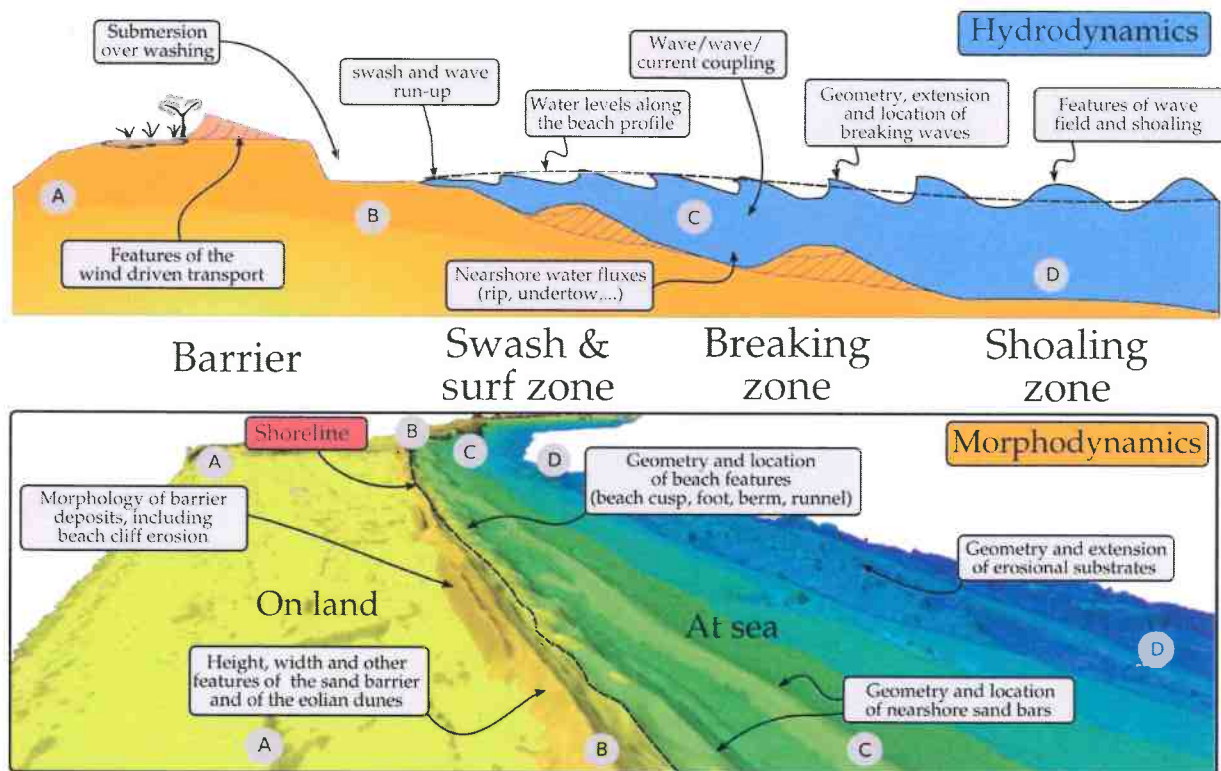 Submersion
over washing
Hydrodynamics
swash and wave
run-up
Water levels along
the beach profile
Wave/wave/
current coupling
Geometry, extension
and location of
breaking waves
Features of wave
field and shoaling
A
B
C
D
Features of the
wind driven transport
Nearshore water fluxes
(rip, undertow,...)
Barrier
Swash &
surf zone
Breaking
zone
Shoaling
zone
Shoreline
Morphodynamics
A
B
C
D
Geometry and location
of beach features
(beach cusp, foot, berm, runnel)
Morphology of barrier
deposits, including
beach cliff erosion
Geometry and extension
of erosional substrates
On land
At sea
D
Height, width and other
features of the sand barrier
and of the eolian dunes
Geometry and location
of nearshore sand bars
A
B
C